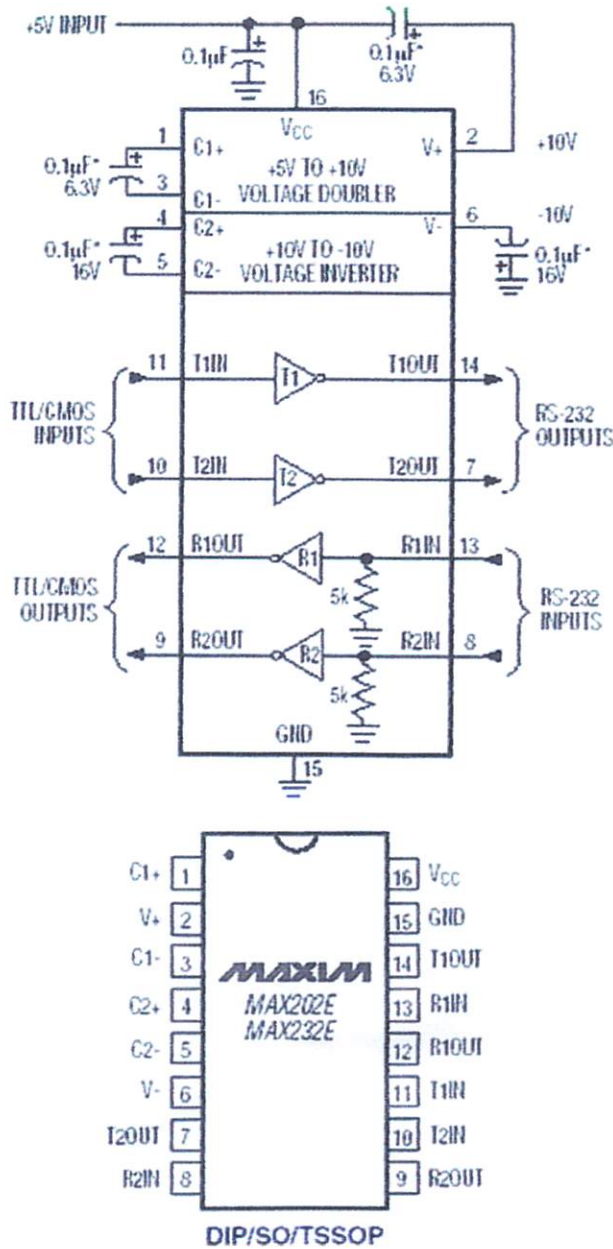 +5V INPUT
0.1µF
0.1µF*
6.3V
16
VCC
1
C1+
V+
2
+10V
0.1µF*
6.3V
+5V TO +10V
VOLTAGE DOUBLER
3
C1-
4
C2+
V-
6
-10V
0.1µF*
16V
+10V TO -10V
VOLTAGE INVERTER
5
C2-
0.1µF*
16V
11
T1IN
T1
T1OUT
14
TTL/CMOS
INPUTS
RS-232
OUTPUTS
10
T2IN
T2
T2OUT
7
12
R1OUT
R1
R1IN
13
TTL/CMOS
OUTPUTS
5k
RS-232
INPUTS
9
R2OUT
R2
R2IN
8
5k
GND
15
C1+ 1
16 VCC
V+ 2
15 GND
C1- 3
14 T1OUT
MAXIM
C2+ 4
MAX202E
13 R1IN
MAX232E
C2- 5
12 R1OUT
V- 6
11 T1IN
T2OUT 7
10 T2IN
R2IN 8
9 R2OUT
DIP/SO/TSSOP